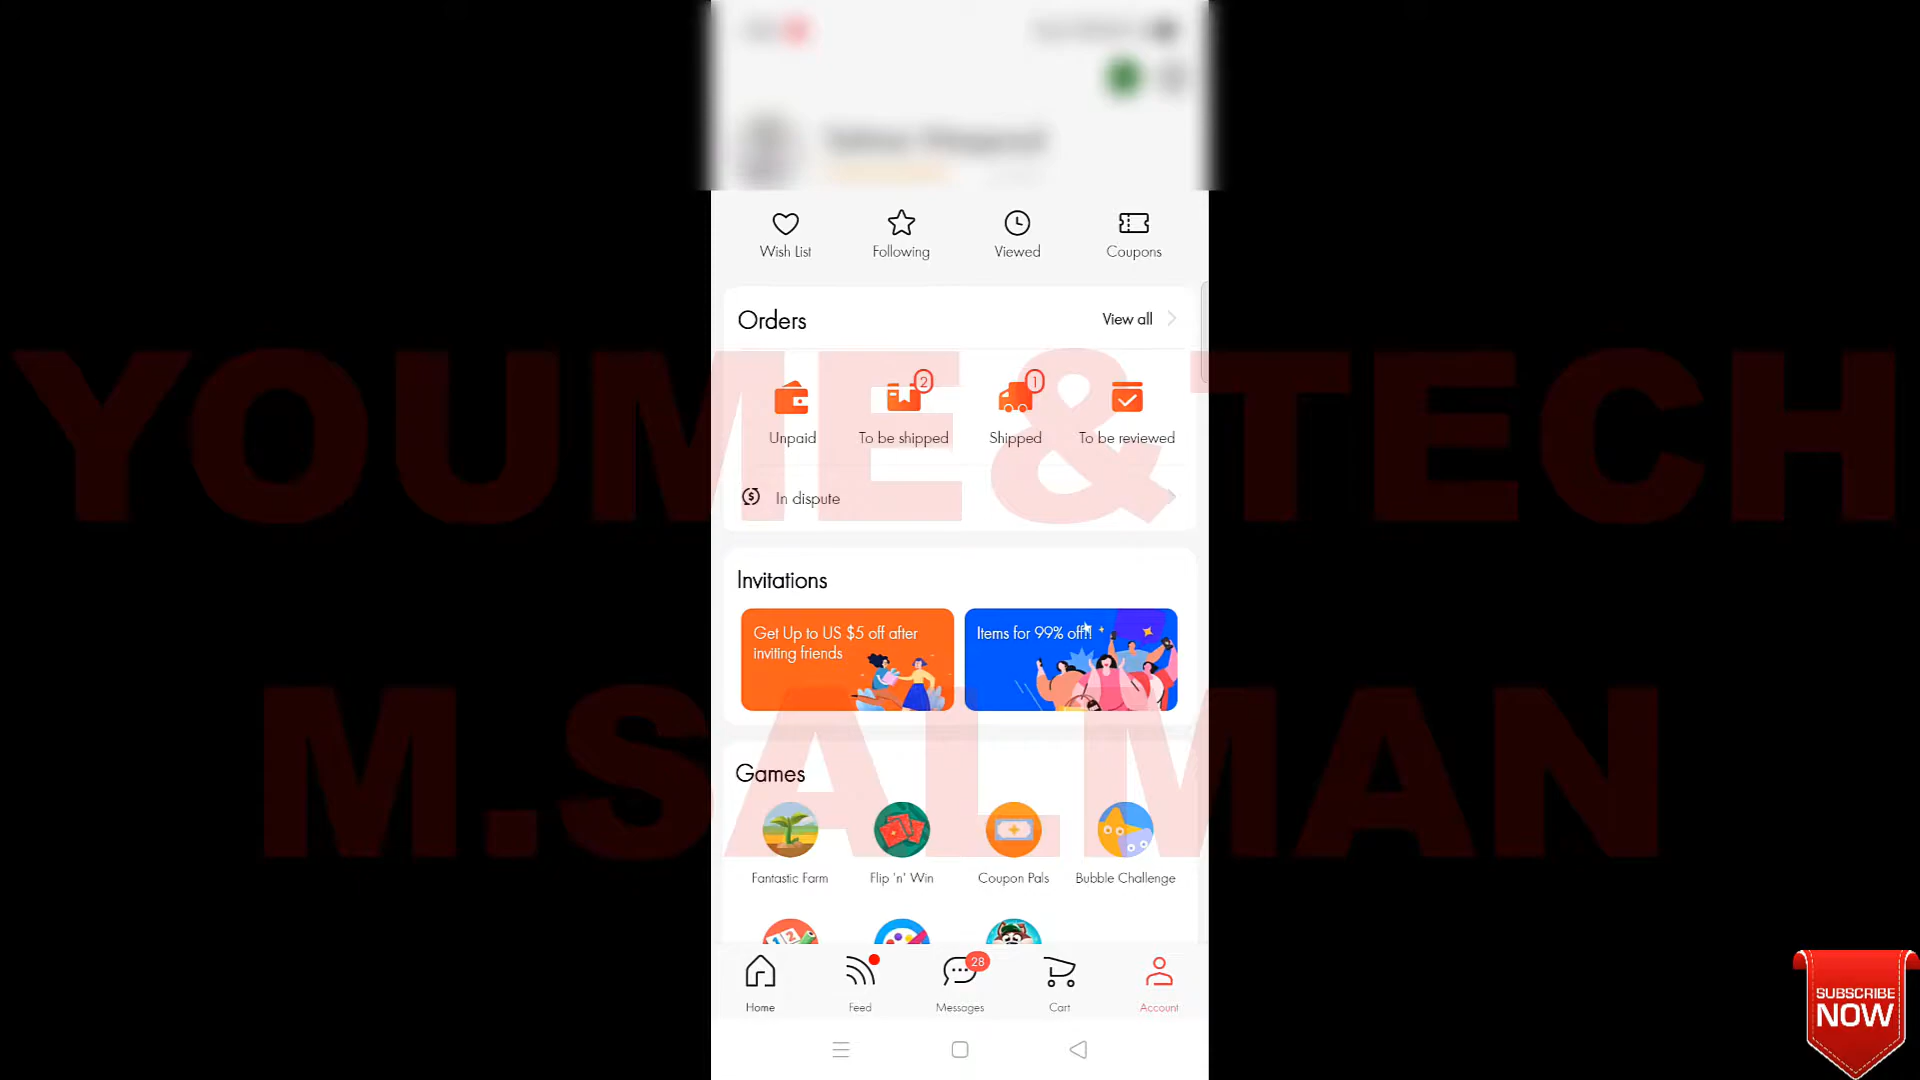 Wish List
Following
Viewed
Coupons
Orders
View all
2
1
Unpaid
To be shipped
Shipped
To be reviewed
In dispute
YOUME&TECH
Invitations
Get Up to US $5 off after
inviting friends
Items for 99% off!!
M.SALMAN
Games
Fantastic Farm
Flip 'n' Win
Coupon Pals
Bubble Challenge
1 2
28
Home
Feed
Messages
Cart
Account
SUBSCRIBE
NOW